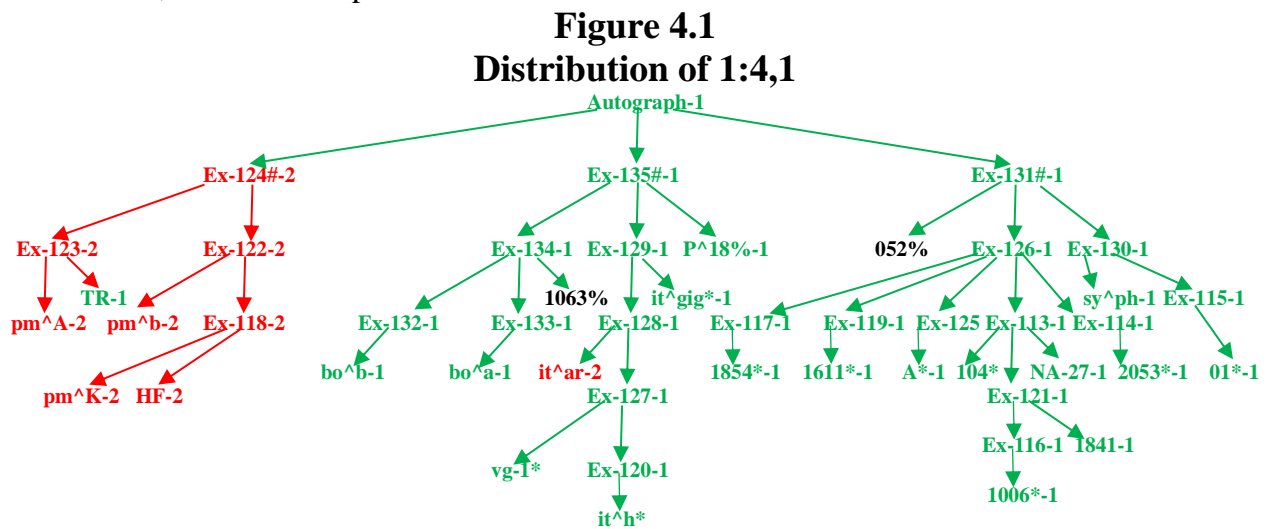 Figure 4.1
Distribution of 1:4,1
Autograph-1
Ex-124#-2 Ex-135#-1 Ex-131#-1
Ex-123-2 Ex-122-2 Ex-134-1 Ex-129-1 P^18%-1 052% Ex-126-1 Ex-130-1
TR-1 1063% it^gig*-1 sy^ph-1 Ex-115-1
pm^A-2 pm^b-2 Ex-118-2 Ex-132-1 Ex-133-1 Ex-128-1 Ex-117-1 Ex-119-1 Ex-125 Ex-113-1 Ex-114-1
bo^b-1 bo^a-1 it^ar-2 1854*-1 1611*-1 A*-1 104* NA-27-1 2053*-1 01*-1
pm^K-2 HF-2 Ex-127-1 Ex-121-1
Ex-116-1 1841-1
vg-1* Ex-120-1
1006*-1
it^h*